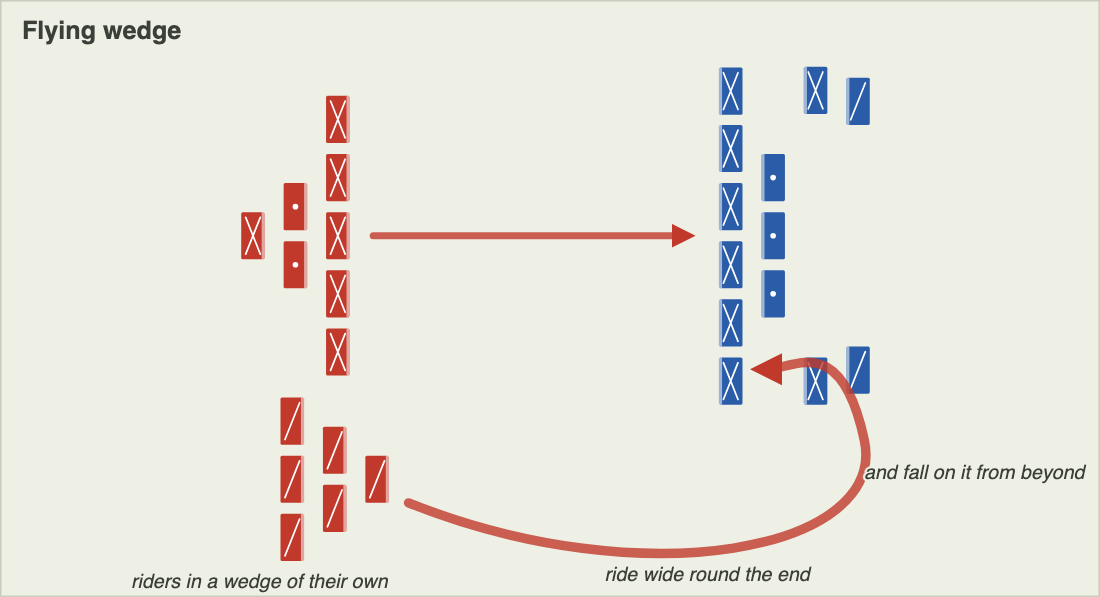 Flying wedge
and fall on it from beyond
ride wide round the end
riders in a wedge of their own